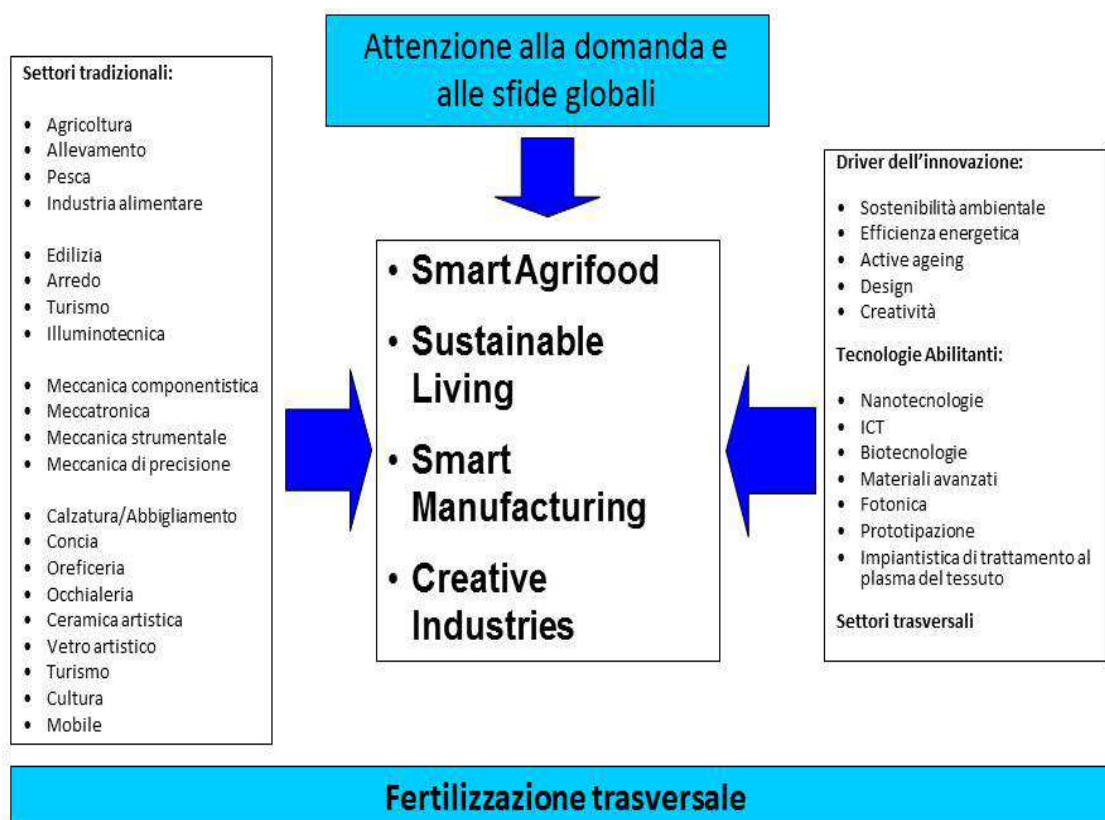 Attenzione alla domanda e
alle sfide globali
Settori tradizionali:
• Agricoltura
• Allevamento
• Pesca
• Industria alimentare
• Edilizia
• Arredo
• Turismo
• Illuminotecnica
• Meccanica componentistica
• Meccatronica
• Meccanica strumentale
• Meccanica di precisione
• Calzatura/Abbigliamento
• Concia
• Oreficeria
• Occhialeria
• Ceramica artistica
• Vetro artistico
• Turismo
• Cultura
• Mobile
• Smart Agrifood
• Sustainable
Living
• Smart
Manufacturing
• Creative
Industries
Driver dell’innovazione:
• Sostenibilità ambientale
• Efficienza energetica
• Active ageing
• Design
• Creatività
Tecnologie Abilitanti:
• Nanotecnologie
• ICT
• Biotecnologie
• Materiali avanzati
• Fotonica
• Prototipazione
• Impiantistica di trattamento al
plasma del tessuto
Settori trasversali
Fertilizzazione trasversale